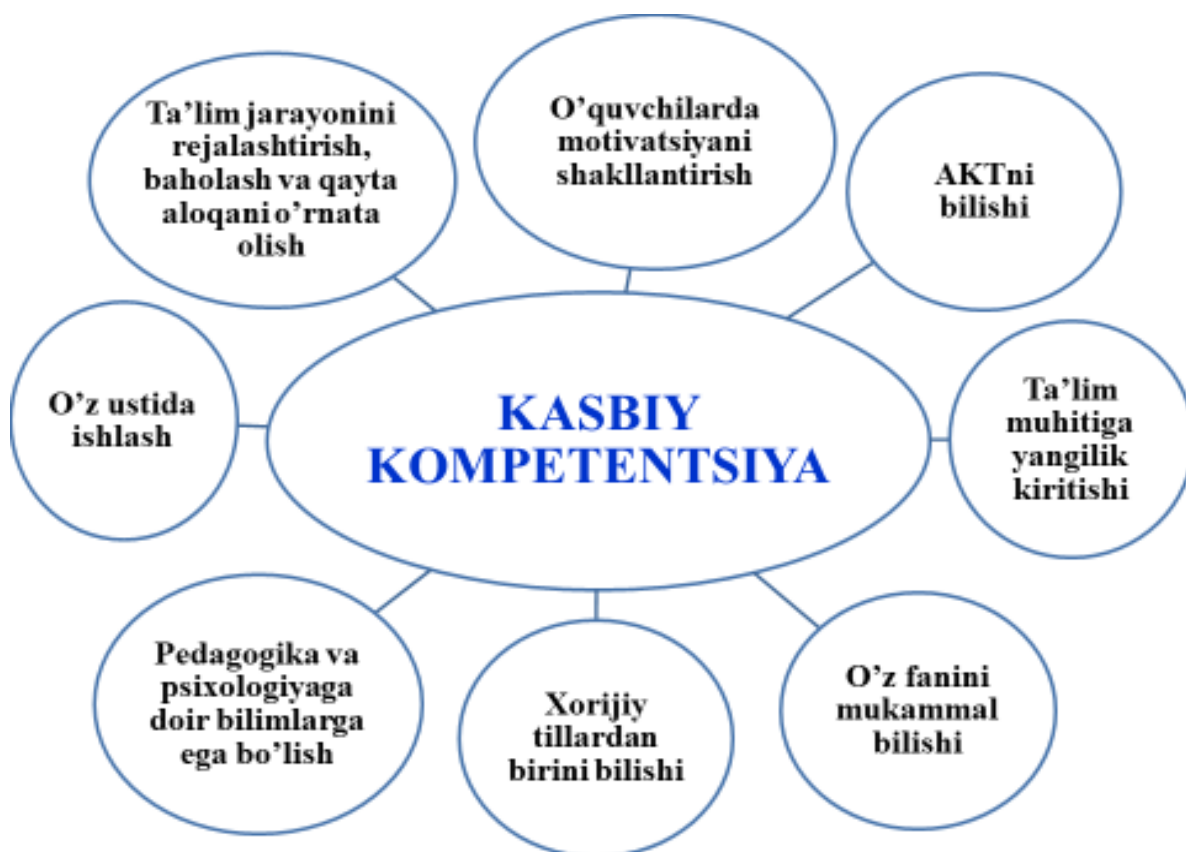 Ta’lim jarayonini
rejalashtirish,
baholash va qayta
aloqani o’rnata
olish
O’quvchilarda
motivatsiyani
shakllantirish
AKTni
bilishi
O’z ustida
ishlash
KASBIY
KOMPETENTSIYA
Ta’lim
muhitiga
yangilik
kiritishi
Pedagogika va
psixologiyaga
doir bilimlarga
ega bo’lish
Xorijiy
tillardan
birini bilishi
O’z fanini
mukammal
bilishi